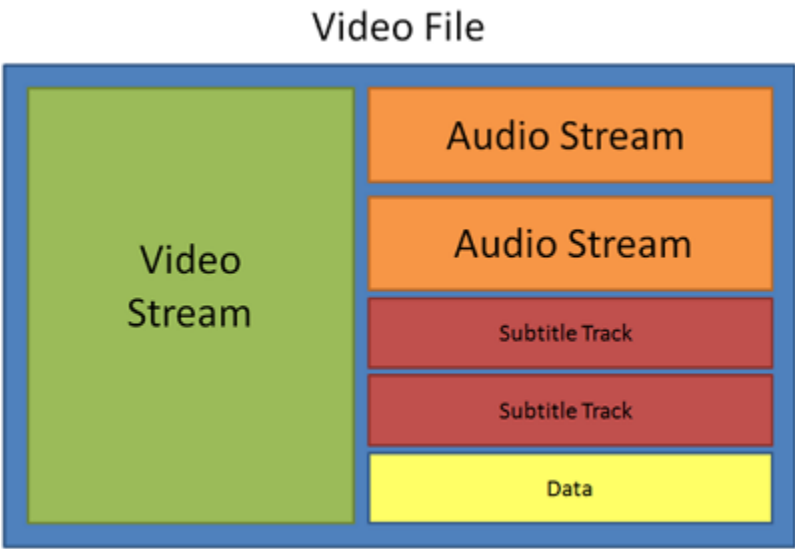 Video File
Video
Stream
Audio Stream
Audio Stream
Subtitle Track
Subtitle Track
Data